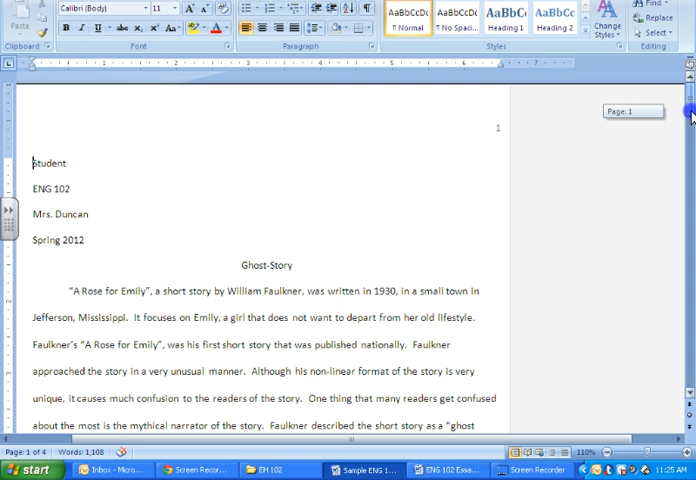 Calibri (Body) 11
Find
Replace
Select
Paste
B I U abc x₂ x² Aa A
AaBbCcDc AaBbCcDc AaBbC AaBbCc
¶ Normal ¶ No Spaci... Heading 1 Heading 2
Change Styles
Clipboard Font Paragraph Styles Editing
Page: 1
1
Student
ENG 102
Mrs. Duncan
Spring 2012
Ghost-Story
“A Rose for Emily”, a short story by William Faulkner, was written in 1930, in a small town in
Jefferson, Mississippi. It focuses on Emily, a girl that does not want to depart from her old lifestyle.
Faulkner’s “A Rose for Emily”, was his first short story that was published nationally. Faulkner
approached the story in a very unusual manner. Although his non-linear format of the story is very
unique, it causes much confusion to the readers of the story. One thing that many readers get confused
about the most is the mythical narrator of the story. Faulkner described the short story as a “ghost
Page: 1 of 4 Words: 1,108 110%
start Inbox - Micro... Screen Recor... EH 102 Sample ENG 1... ENG 102 Essa... Screen Recorder 11:25 AM